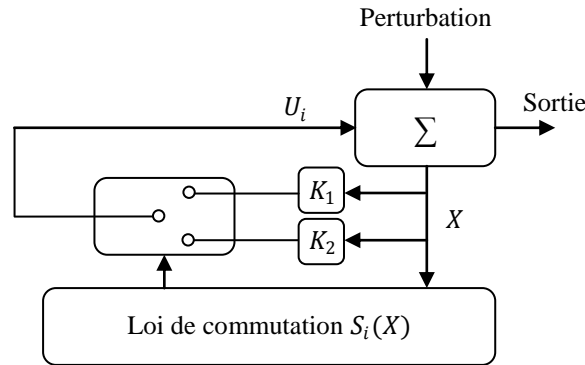 Perturbation
Sortie
U_i
∑
K_1
X
K_2
Loi de commutation S_i(X)